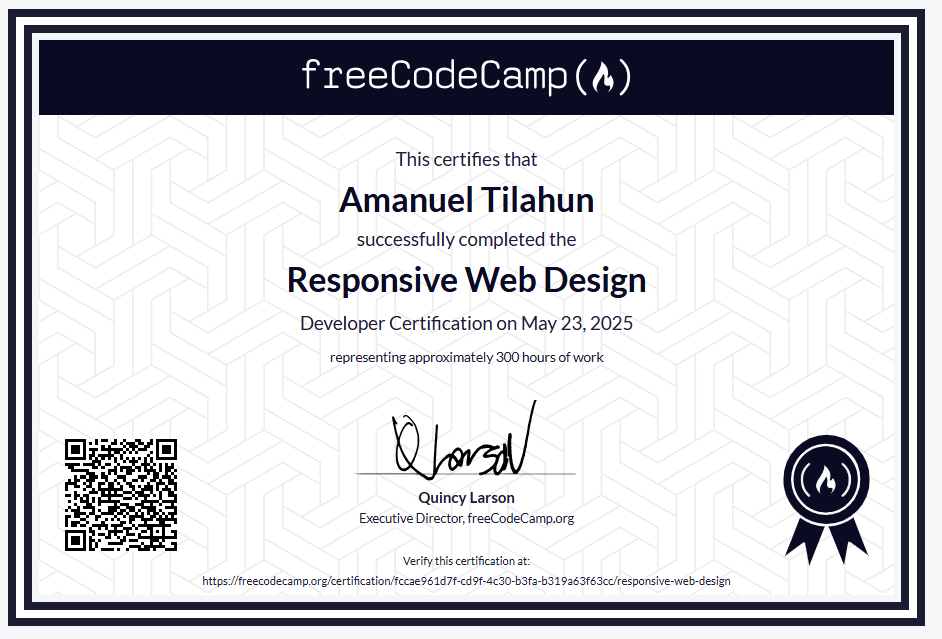 freeCodeCamp
This certifies that
Amanuel Tilahun
successfully completed the
Responsive Web Design
Developer Certification on May 23, 2025
representing approximately 300 hours of work
Quincy Larson
Executive Director, freeCodeCamp.org
Verify this certification at:
https://freecodecamp.org/certification/fccae961d7f-cd9f-4c30-b3fa-b319a63f63cc/responsive-web-design